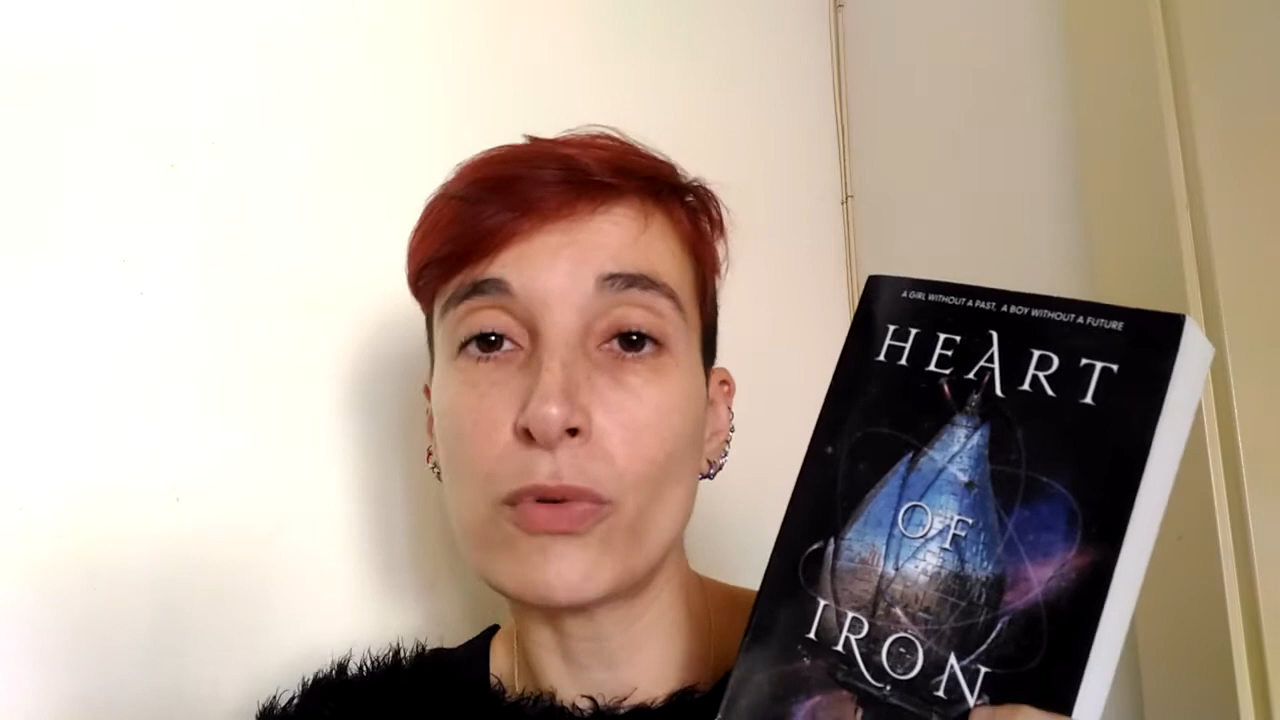 A GIRL WITHOUT A PAST, A BOY WITHOUT A FUTURE
HEART
OF
IRON